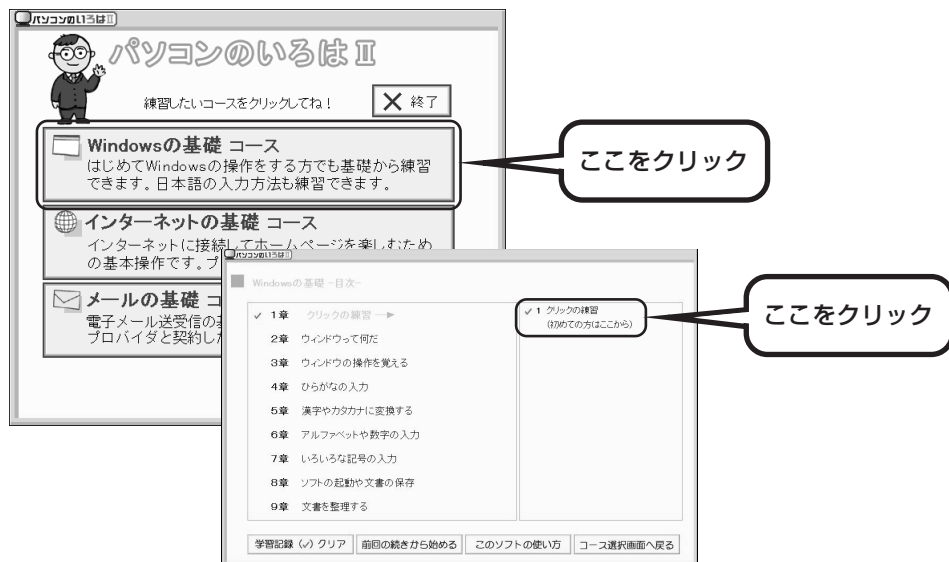 パソコンのいろはⅡ
パソコンのいろはⅡ
練習したいコースをクリックしてね！
終了
Windowsの基礎 コース
はじめてWindowsの操作をする方でも基礎から練習
できます。日本語の入力方法も練習できます。
ここをクリック
インターネットの基礎 コース
インターネットに接続してホームページを楽しむため
の基本操作です。プ
メールの基礎 コ
電子メール送受信の
プロバイダと契約し
パソコンのいろはⅡ
Windowsの基礎 -目次-
✓ 1章 クリックの練習
2章 ウィンドウって何だ
3章 ウィンドウの操作を覚える
4章 ひらがなの入力
5章 漢字やカタカナに変換する
6章 アルファベットや数字の入力
7章 いろいろな記号の入力
8章 ソフトの起動や文書の保存
9章 文書を整理する
✓ 1 クリックの練習
(初めての方はここから)
ここをクリック
学習記録 (✓) クリア
前回の続きから始める
このソフトの使い方
コース選択画面へ戻る